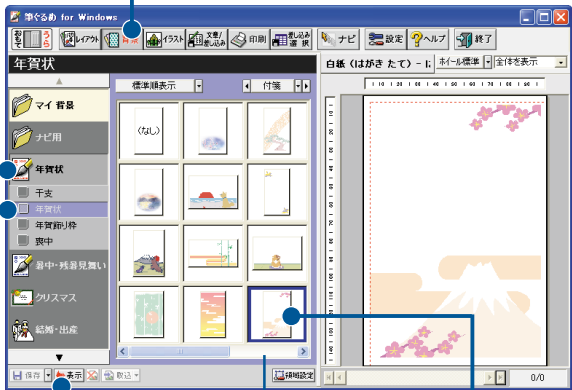 筆ぐるめ for Windows
おもて うら レイアウト 背景 イラスト 文章/差し込み 印刷 差し込み選択 ナビ 設定 ヘルプ 終了
年賀状
白紙 (はがき たて) - ii ホイール標準 全体を表示
標準順表示 付箋
マイ 背景
ナビ用
年賀状
干支
年賀状
年賀飾り枠
喪中
暑中・残暑見舞い
クリスマス
結婚・出産
(なし)
保存 表示 取込 領域設定 0/0